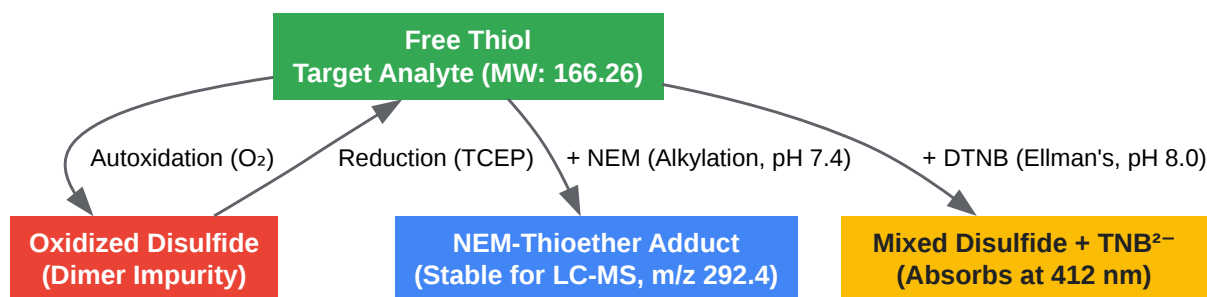 Free Thiol
Target Analyte (MW: 166.26)
Autoxidation (O₂)
Reduction (TCEP)
+ NEM (Alkylation, pH 7.4)
+ DTNB (Ellman's, pH 8.0)
Oxidized Disulfide
(Dimer Impurity)
NEM-Thioether Adduct
(Stable for LC-MS, m/z 292.4)
Mixed Disulfide + TNB²⁻
(Absorbs at 412 nm)